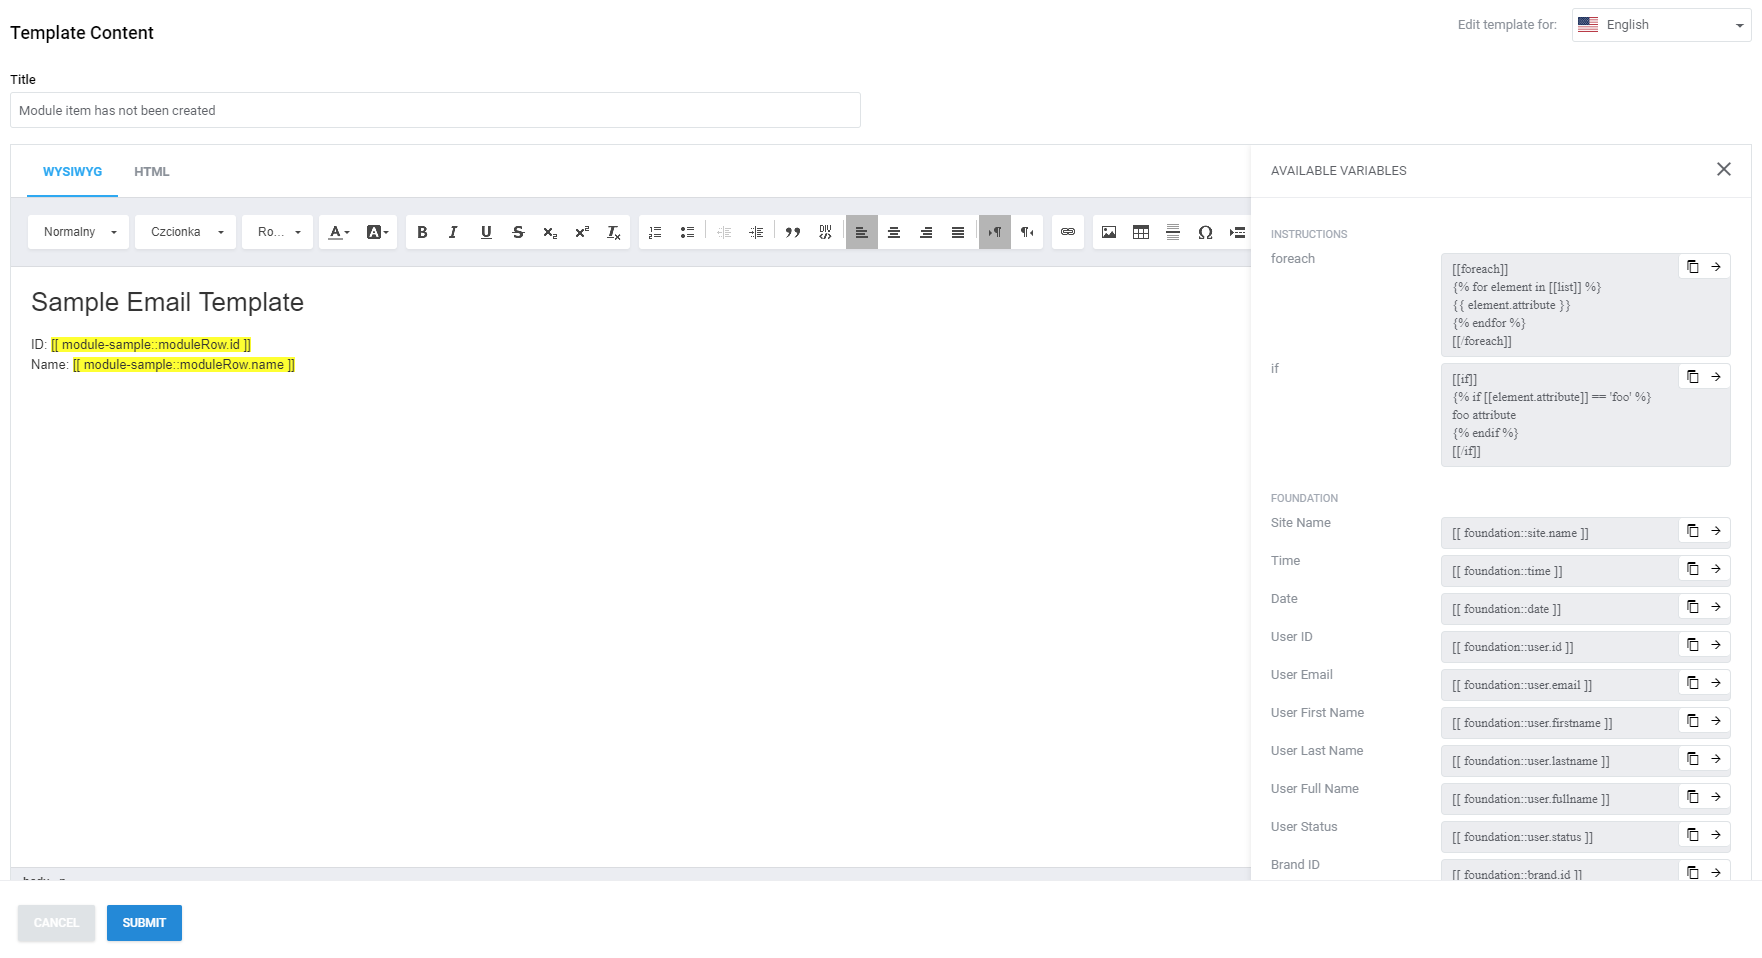 Template Content
Edit template for:
English
Title
Module item has not been created
WYSIWYG HTML
Normalny Czcionka Ro...
Sample Email Template
ID: [[ module-sample::moduleRow.id ]]
Name: [[ module-sample::moduleRow.name ]]
CANCEL SUBMIT
AVAILABLE VARIABLES
INSTRUCTIONS
foreach
[[foreach]]
{% for element in [[list]] %}
{{ element.attribute }}
{% endfor %}
[[/foreach]]
if
[[if]]
{% if [[element.attribute]] == 'foo' %}
foo attribute
{% endif %}
[[/if]]
FOUNDATION
Site Name [[ foundation::site.name ]]
Time [[ foundation::time ]]
Date [[ foundation::date ]]
User ID [[ foundation::user.id ]]
User Email [[ foundation::user.email ]]
User First Name [[ foundation::user.firstname ]]
User Last Name [[ foundation::user.lastname ]]
User Full Name [[ foundation::user.fullname ]]
User Status [[ foundation::user.status ]]
Brand ID [[ foundation::brand.id ]]